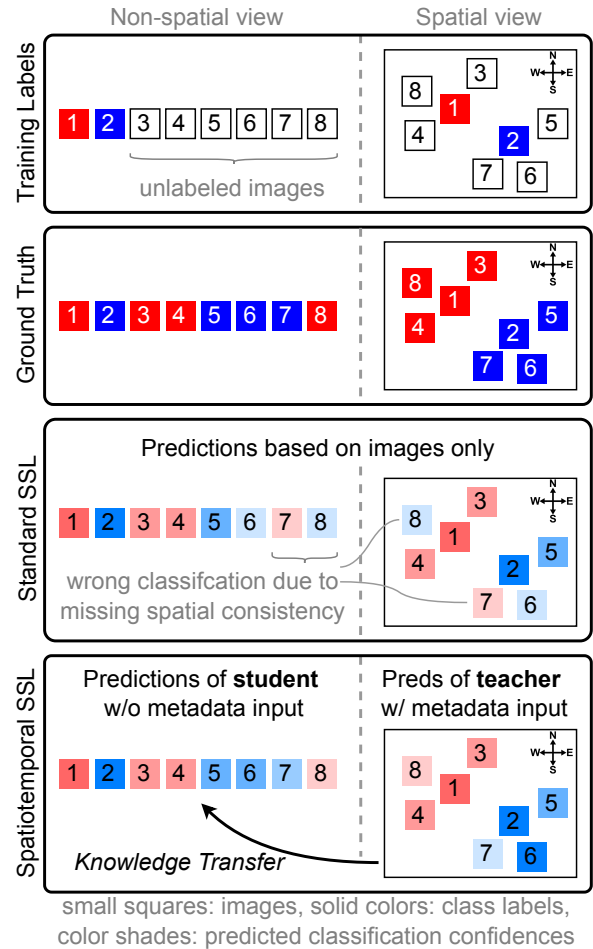 Non-spatial view
Spatial view
Training Labels
1 2 3 4 5 6 7 8
unlabeled images
N
W E
S
3
8
1
4
2
5
7
6
Ground Truth
1 2 3 4 5 6 7 8
N
W E
S
3
8
1
4
2
5
7
6
Standard SSL
Predictions based on images only
1 2 3 4 5 6 7 8
wrong classifcation due to
missing spatial consistency
N
W E
S
3
8
1
4
2
5
7
6
Spatiotemporal SSL
Predictions of student
w/o metadata input
Preds of teacher
w/ metadata input
1 2 3 4 5 6 7 8
Knowledge Transfer
N
W E
S
3
8
1
4
2
5
7
6
small squares: images, solid colors: class labels,
color shades: predicted classification confidences